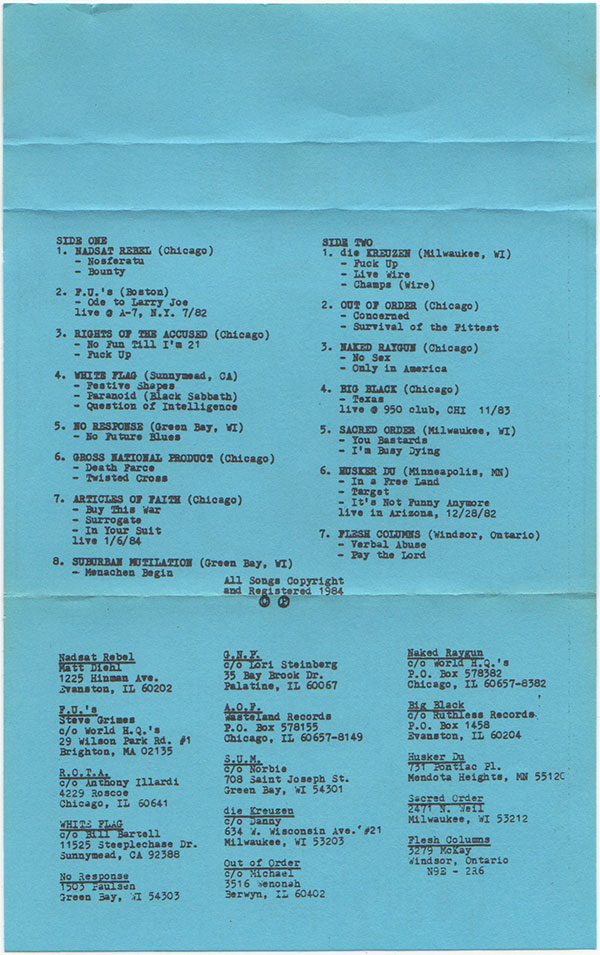 SIDE ONE
1. NADSAT REBEL (Chicago)
- Nosferatu
- Bounty
2. F.U.'s (Boston)
- Ode to Larry Joe
live @ A-7, N.Y. 7/82
3. RIGHTS OF THE ACCUSED (Chicago)
- No Fun Till I'm 21
- Fuck Up
4. WHITE FLAG (Sunnymead, CA)
- Festive Shapes
- Paranoid (Black Sabbath)
- Question of Intelligence
5. NO RESPONSE (Green Bay, WI)
- No Future Blues
6. GROSS NATIONAL PRODUCT (Chicago)
- Death Farce
- Twisted Cross
7. ARTICLES OF FAITH (Chicago)
- Buy This War
- Surrogate
- In Your Suit
live 1/6/84
8. SUBURBAN MUTILATION (Green Bay, WI)
- Menachen Begin
SIDE TWO
1. die KREUZEN (Milwaukee, WI)
- Fuck Up
- Live Wire
- Champs (Wire)
2. OUT OF ORDER (Chicago)
- Concerned
- Survival of the Fittest
3. NAKED RAYGUN (Chicago)
- No Sex
- Only in America
4. BIG BLACK (Chicago)
- Texas
live @ 950 club, CHI 11/83
5. SACRED ORDER (Milwaukee, WI)
- You Bastards
- I'm Busy Dying
6. HUSKER DU (Minneapolis, MN)
- In a Free Land
- Target
- It's Not Funny Anymore
live in Arizona, 12/28/82
7. FLESH COLUMNS (Windsor, Ontario)
- Verbal Abuse
- Pay the Lord
All Songs Copyright
and Registered 1984
© ℗
Nadsat Rebel
Matt Diehl
1225 Hinman Ave.
Evanston, IL 60202
F.U.'s
Steve Grimes
c/o World H.Q.'s
29 Wilson Park Rd. #1
Brighton, MA 02135
R.O.T.A.
c/o Anthony Illardi
4229 Roscoe
Chicago, IL 60641
WHITE FLAG
c/o Bill Bartell
11525 Steeplechase Dr.
Sunnymead, CA 92388
No Response
1503 Paulsen
Green Bay, WI 54303
G.N.P.
c/o Lori Steinberg
35 Bay Brook Dr.
Palatine, IL 60067
A.O.F.
Wasteland Records
P.O. Box 578155
Chicago, IL 60657-8149
S.U.M.
c/o Norbie
708 Saint Joseph St.
Green Bay, WI 54301
die Kreuzen
c/o Danny
634 W. Wisconsin Ave. #21
Milwaukee, WI 53203
Out of Order
c/o Michael
3516 Wenonah
Berwyn, IL 60402
Naked Raygun
c/o World H.Q.'s
P.O. Box 578382
Chicago, IL 60657-8382
Big Black
c/o Ruthless Records
P.O. Box 1458
Evanston, IL 60204
Husker Du
731 Pontiac Pl.
Mendota Heights, MN 55120
Sacred Order
2471 N. Weil
Milwaukee, WI 53212
Flesh Columns
3279 McKay
Windsor, Ontario
N9E - 2R6